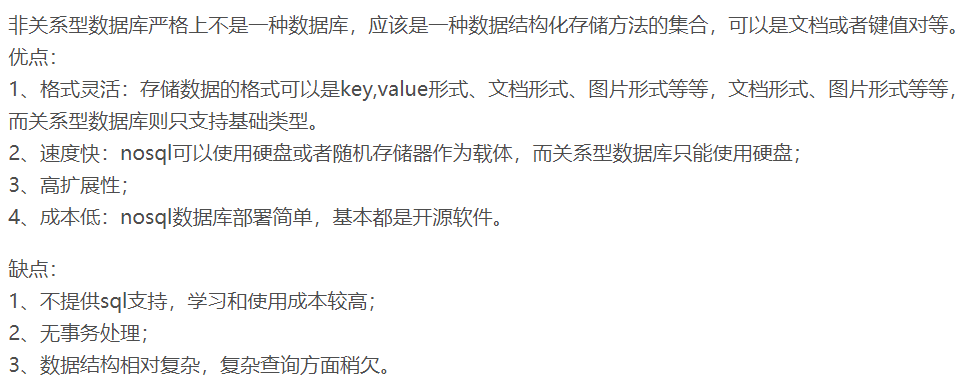 非关系型数据库严格上不是一种数据库，应该是一种数据结构化存储方法的集合，可以是文档或者键值对等。
优点：
1、格式灵活：存储数据的格式可以是key,value形式、文档形式、图片形式等等，文档形式、图片形式等等，
而关系型数据库则只支持基础类型。
2、速度快：nosql可以使用硬盘或者随机存储器作为载体，而关系型数据库只能使用硬盘；
3、高扩展性；
4、成本低：nosql数据库部署简单，基本都是开源软件。
缺点：
1、不提供sql支持，学习和使用成本较高；
2、无事务处理；
3、数据结构相对复杂，复杂查询方面稍欠。